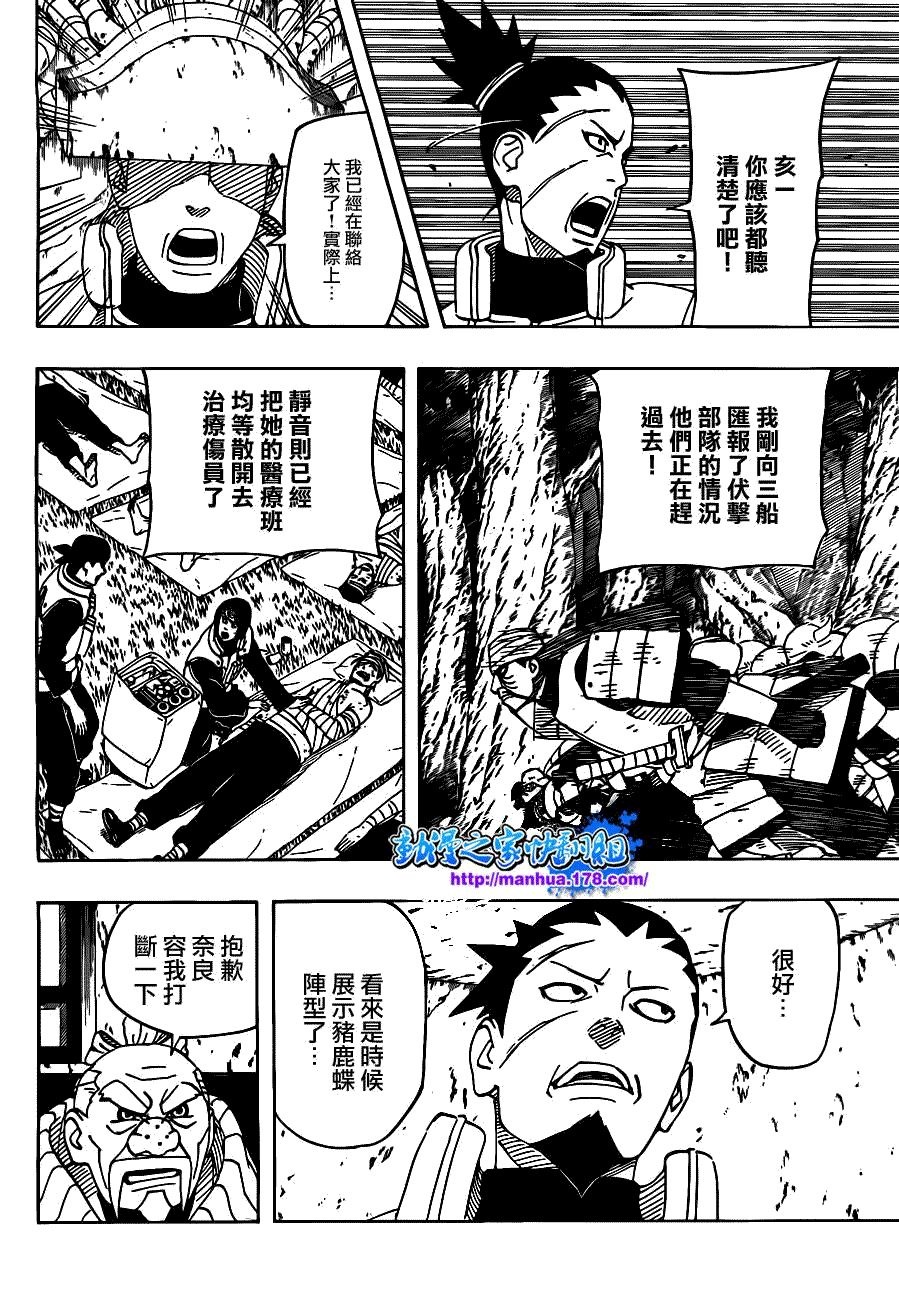 亥一
你應該都聽
清楚了吧！
我已經在聯絡
大家了！實際上…
我剛向三船
匯報了伏擊
部隊的情況
他們正在趕
過去！
靜音則已經
把她的醫療班
均等散開去
治療傷員了
動漫之家快翻組
http://manhua.178.com/
很好…
看來是時候
展示豬鹿蝶
陣型了…
抱歉
奈良
容我打
斷一下